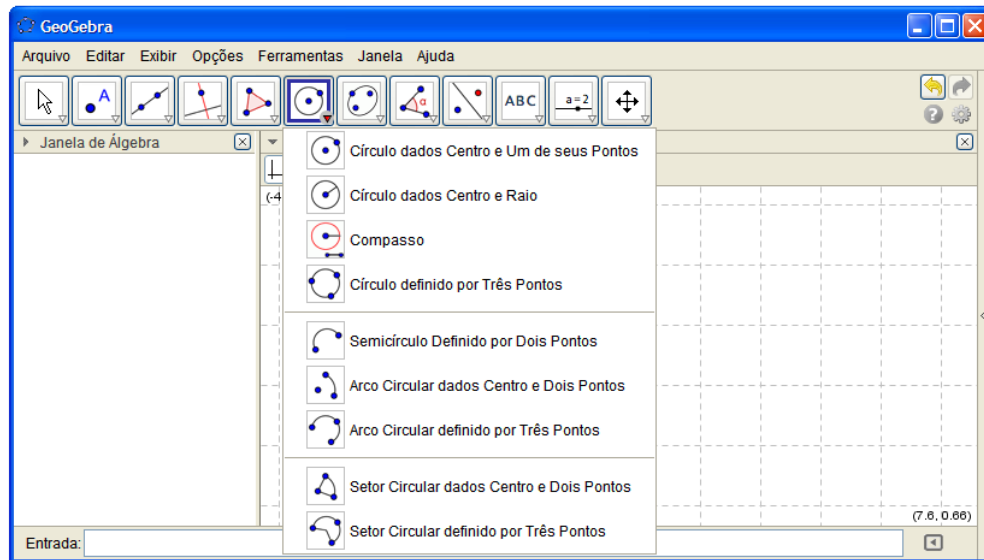 GeoGebra
Arquivo Editar Exibir Opções Ferramentas Janela Ajuda
A
α
ABC
a=2
Janela de Álgebra
(-4
Círculo dados Centro e Um de seus Pontos
Círculo dados Centro e Raio
Compasso
Círculo definido por Três Pontos
Semicírculo Definido por Dois Pontos
Arco Circular dados Centro e Dois Pontos
Arco Circular definido por Três Pontos
Setor Circular dados Centro e Dois Pontos
Setor Circular definido por Três Pontos
(7.6, 0.66)
Entrada: